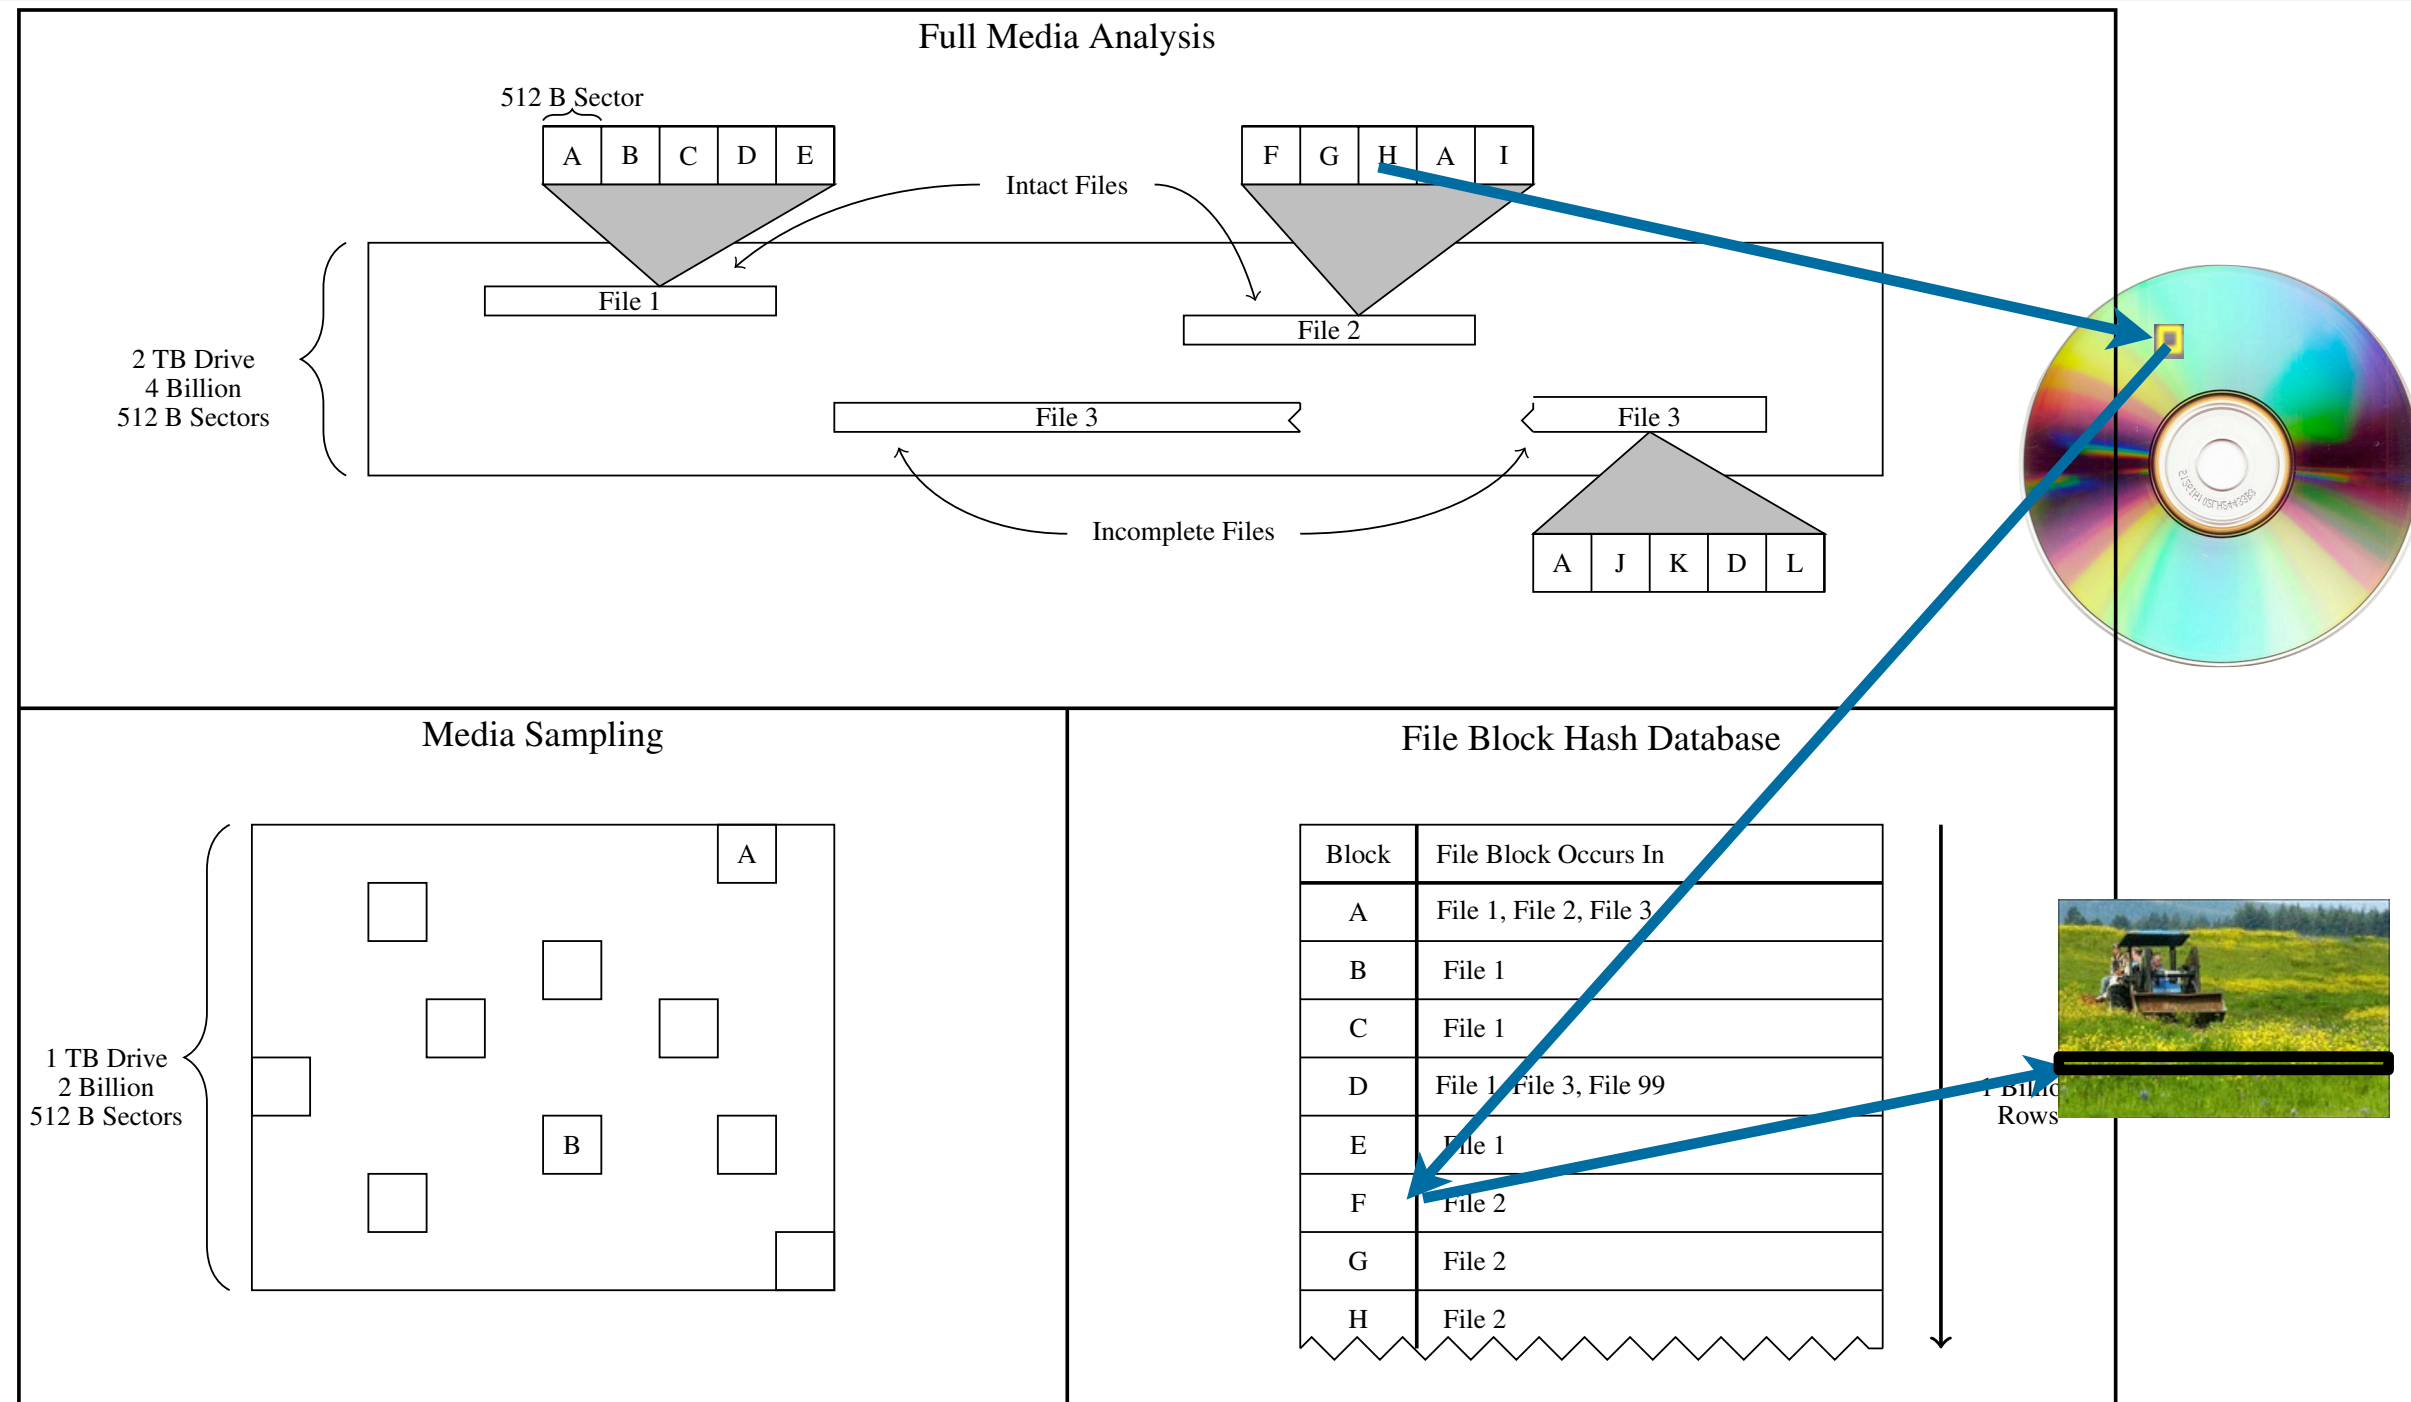 Full Media Analysis
512 B Sector
A B C D E
F G H A I
Intact Files
File 1
File 2
2 TB Drive
4 Billion
512 B Sectors
File 3
File 3
Incomplete Files
A J K D L
Media Sampling
A
B
1 TB Drive
2 Billion
512 B Sectors
File Block Hash Database
Block File Block Occurs In
A File 1, File 2, File 3
B File 1
C File 1
D File 1, File 3, File 99
E File 1
F File 2
G File 2
H File 2
Rows